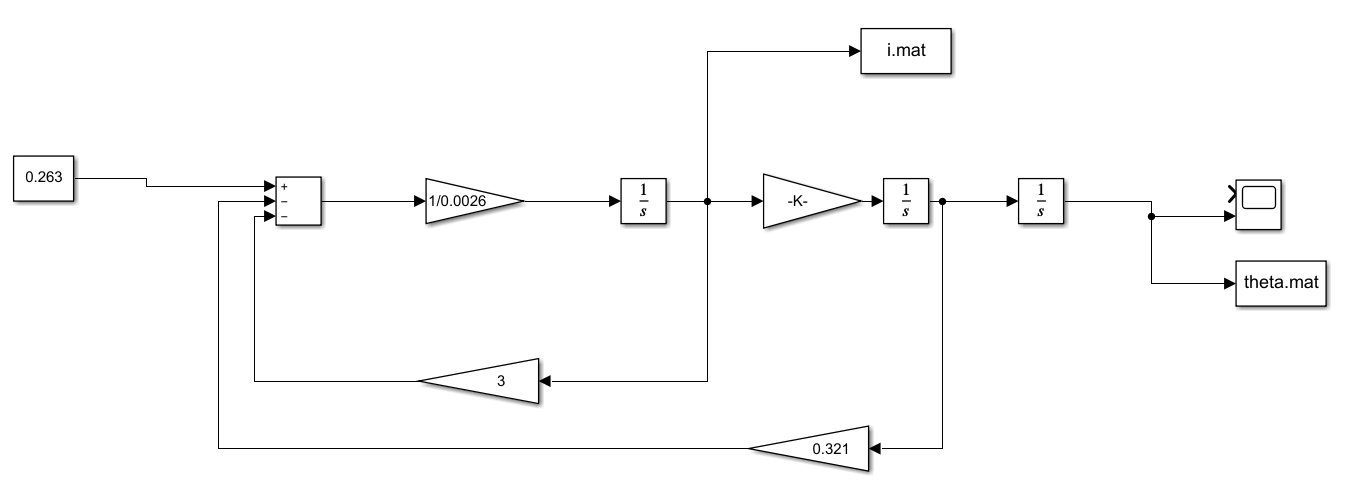 i.mat
0.263
+
−
−
1/0.0026
1
s
-K-
1
s
1
s
theta.mat
3
0.321